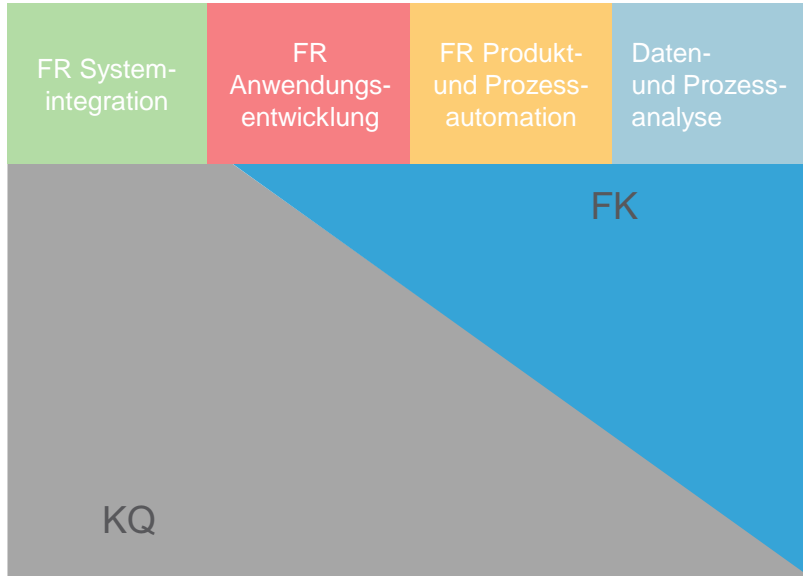 FR System-
integration
FR
Anwendungs-
entwicklung
FR Produkt-
und Prozess-
automation
Daten-
und Prozess-
analyse
FK
KQ